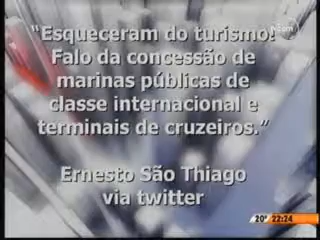 "Esqueceram do turismo!
Falo da concessão de
marinas públicas de
classe internacional e
terminais de cruzeiros."
Ernesto São Thiago
via twitter
20° 22:24